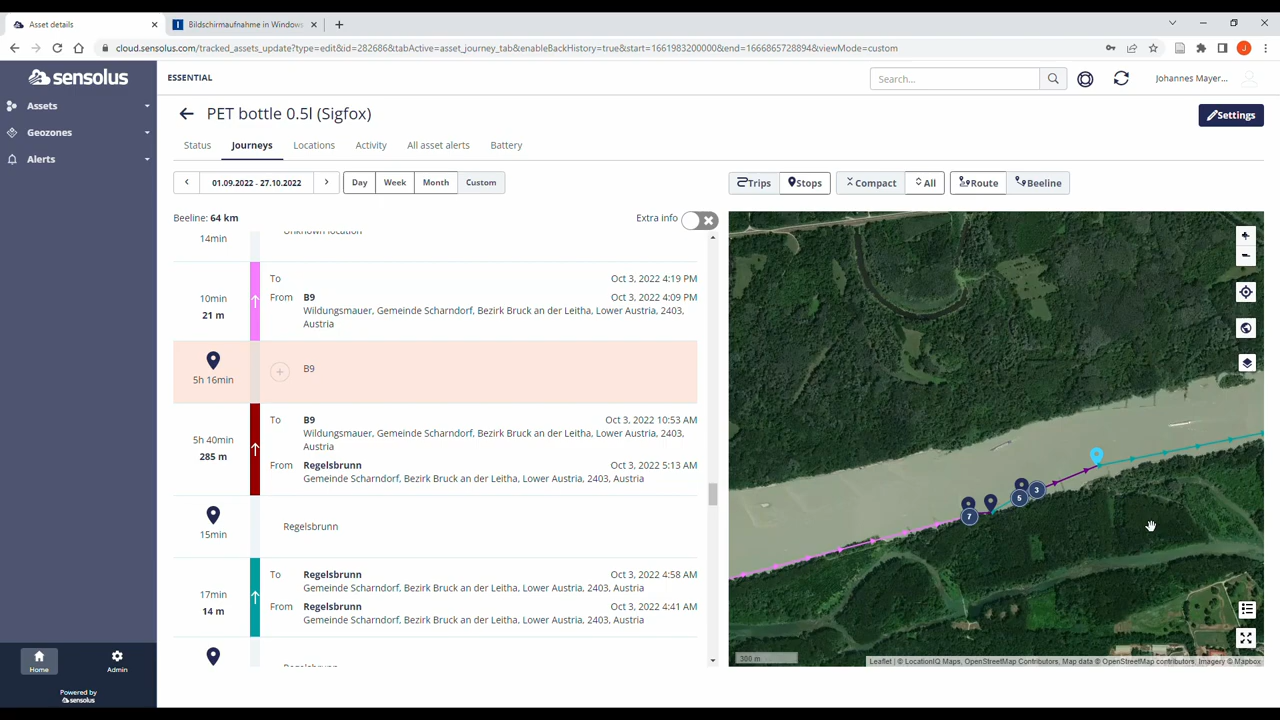 Asset details
Bildschirmaufnahme in Windows
cloud.sensolus.com/tracked_assets_update?type=edit&id=282686&tabActive=asset_journey_tab&enableBackHistory=true&start=1661983200000&end=1666865728894&viewMode=custom
J
sensolus
ESSENTIAL
Search...
Johannes Mayer...
Assets
Geozones
Alerts
PET bottle 0.5l (Sigfox)
Settings
Status Journeys Locations Activity All asset alerts Battery
01.09.2022 - 27.10.2022 Day Week Month Custom
Trips Stops Compact All Route Beeline
Beeline: 64 km
Extra info
14min
Unknown location
To Oct 3, 2022 4:19 PM
10min
21 m
From B9 Oct 3, 2022 4:09 PM
Wildungsmauer, Gemeinde Scharndorf, Bezirk Bruck an der Leitha, Lower Austria, 2403,
Austria
5h 16min
B9
To B9 Oct 3, 2022 10:53 AM
Wildungsmauer, Gemeinde Scharndorf, Bezirk Bruck an der Leitha, Lower Austria, 2403,
Austria
5h 40min
285 m
From Regelsbrunn Oct 3, 2022 5:13 AM
Gemeinde Scharndorf, Bezirk Bruck an der Leitha, Lower Austria, 2403, Austria
15min
Regelsbrunn
To Regelsbrunn Oct 3, 2022 4:58 AM
Gemeinde Scharndorf, Bezirk Bruck an der Leitha, Lower Austria, 2403, Austria
17min
14 m
From Regelsbrunn Oct 3, 2022 4:41 AM
Gemeinde Scharndorf, Bezirk Bruck an der Leitha, Lower Austria, 2403, Austria
Regelsbrunn
7
5
3
300 m
Leaflet | © LocationIQ Maps, OpenStreetMap Contributors, Map data © OpenStreetMap contributors, Imagery © Mapbox
Home
Admin
Powered by
sensolus